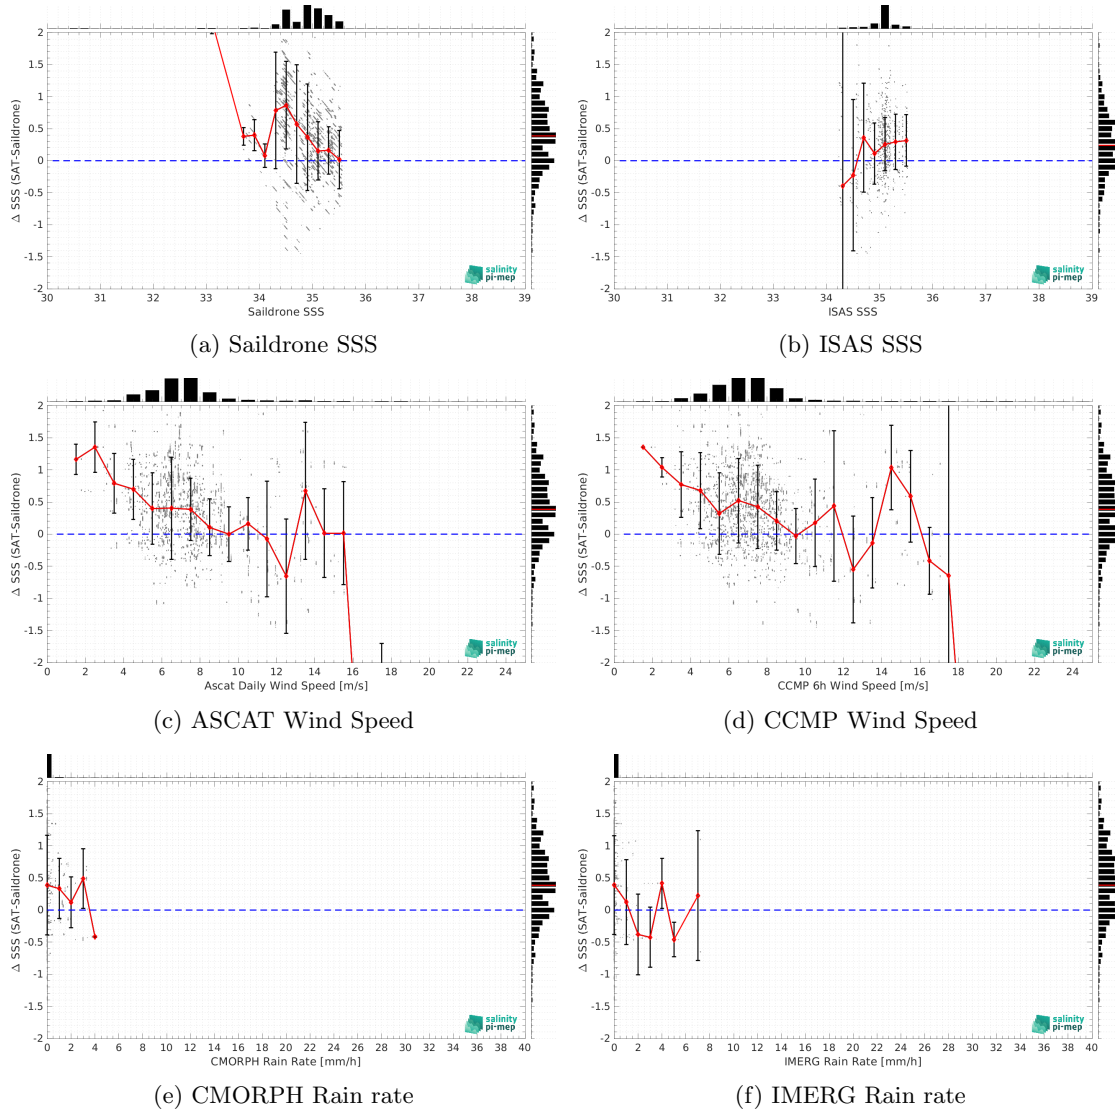 2
1.5
1
0.5
0
-0.5
-1
-1.5
-2
Δ SSS (SAT-Saildrone)
30 31 32 33 34 35 36 37 38 39
Saildrone SSS
salinity
pi-mep
(a) Saildrone SSS
2
1.5
1
0.5
0
-0.5
-1
-1.5
-2
Δ SSS (SAT-Saildrone)
30 31 32 33 34 35 36 37 38 39
ISAS SSS
salinity
pi-mep
(b) ISAS SSS
2
1.5
1
0.5
0
-0.5
-1
-1.5
-2
Δ SSS (SAT-Saildrone)
0 2 4 6 8 10 12 14 16 18 20 22 24
Ascat Daily Wind Speed [m/s]
salinity
pi-mep
(c) ASCAT Wind Speed
2
1.5
1
0.5
0
-0.5
-1
-1.5
-2
Δ SSS (SAT-Saildrone)
0 2 4 6 8 10 12 14 16 18 20 22 24
CCMP 6h Wind Speed [m/s]
salinity
pi-mep
(d) CCMP Wind Speed
2
1.5
1
0.5
0
-0.5
-1
-1.5
-2
Δ SSS (SAT-Saildrone)
0 2 4 6 8 10 12 14 16 18 20 22 24 26 28 30 32 34 36 38 40
CMORPH Rain Rate [mm/h]
salinity
pi-mep
(e) CMORPH Rain rate
2
1.5
1
0.5
0
-0.5
-1
-1.5
-2
Δ SSS (SAT-Saildrone)
0 2 4 6 8 10 12 14 16 18 20 22 24 26 28 30 32 34 36 38 40
IMERG Rain Rate [mm/h]
salinity
pi-mep
(f) IMERG Rain rate